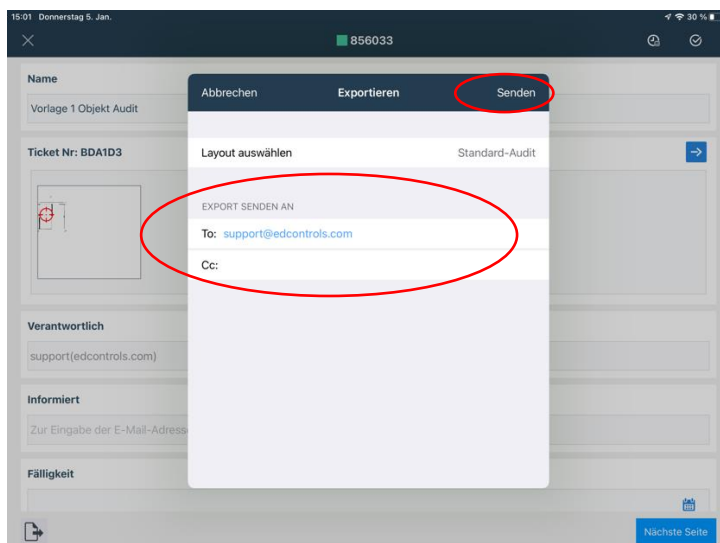 15:01 Donnerstag 5. Jan.
30 %
856033
Name
Vorlage 1 Objekt Audit
Ticket Nr: BDA1D3
Verantwortlich
support(edcontrols.com)
Informiert
Zur Eingabe der E-Mail-Adress
Fälligkeit
Nächste Seite
Abbrechen
Exportieren
Senden
Layout auswählen
Standard-Audit
EXPORT SENDEN AN
To: support@edcontrols.com
Cc: